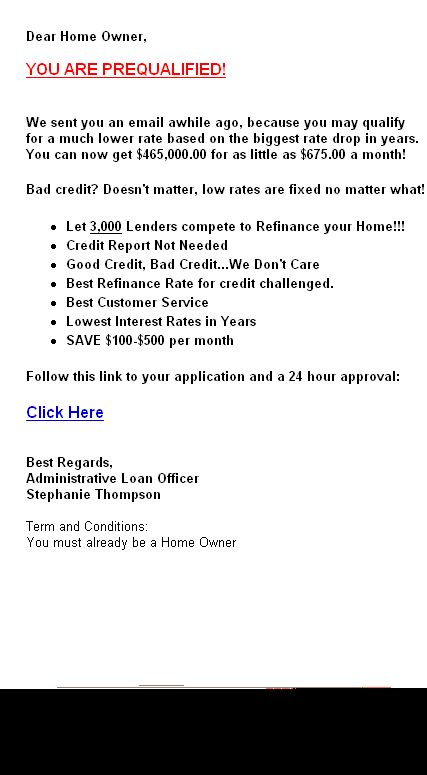 Dear Home Owner,
YOU ARE PREQUALIFIED!
We sent you an email awhile ago, because you may qualify
for a much lower rate based on the biggest rate drop in years.
You can now get $465,000.00 for as little as $675.00 a month!
Bad credit? Doesn't matter, low rates are fixed no matter what!
• Let 3,000 Lenders compete to Refinance your Home!!!
• Credit Report Not Needed
• Good Credit, Bad Credit...We Don't Care
• Best Refinance Rate for credit challenged.
• Best Customer Service
• Lowest Interest Rates in Years
• SAVE $100-$500 per month
Follow this link to your application and a 24 hour approval:
Click Here
Best Regards,
Administrative Loan Officer
Stephanie Thompson
Term and Conditions:
You must already be a Home Owner